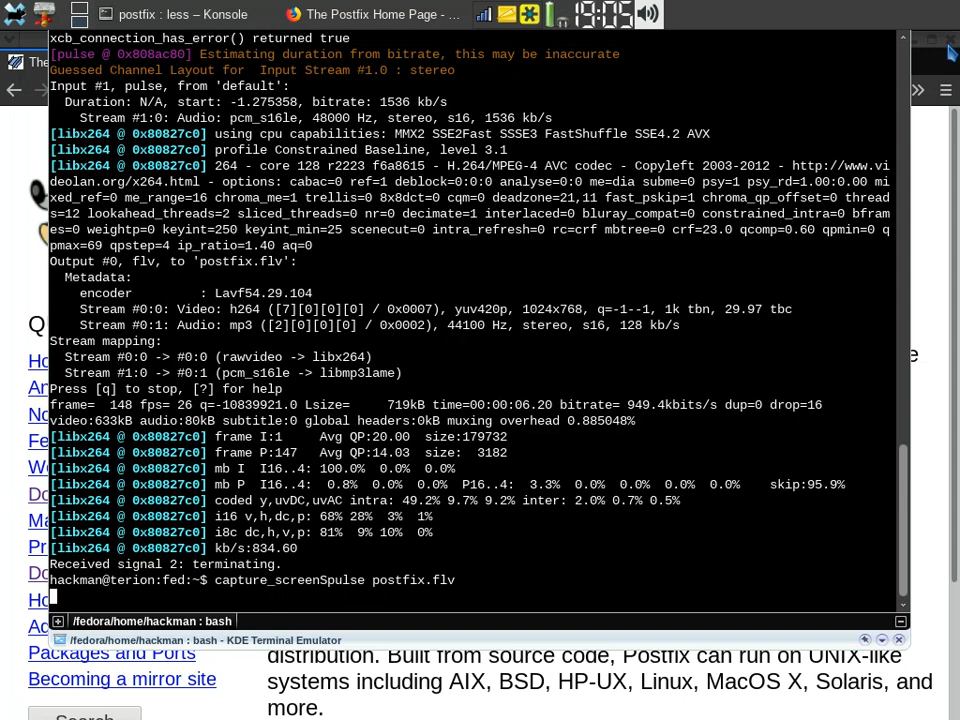 postfix : less – Konsole
The Postfix Home Page - ...
15:05
xcb_connection_has_error() returned true
[pulse @ 0x808ac80] Estimating duration from bitrate, this may be inaccurate
Guessed Channel Layout for  Input Stream #1.0 : stereo
Input #1, pulse, from 'default':
  Duration: N/A, start: -1.275358, bitrate: 1536 kb/s
    Stream #1:0: Audio: pcm_s16le, 48000 Hz, stereo, s16, 1536 kb/s
[libx264 @ 0x80827c0] using cpu capabilities: MMX2 SSE2Fast SSSE3 FastShuffle SSE4.2 AVX
[libx264 @ 0x80827c0] profile Constrained Baseline, level 3.1
[libx264 @ 0x80827c0] 264 - core 128 r2223 f6a8615 - H.264/MPEG-4 AVC codec - Copyleft 2003-2012 - http://www.vi
deolan.org/x264.html - options: cabac=0 ref=1 deblock=0:0:0 analyse=0:0 me=dia subme=0 psy=1 psy_rd=1.00:0.00 mi
xed_ref=0 me_range=16 chroma_me=1 trellis=0 8x8dct=0 cqm=0 deadzone=21,11 fast_pskip=1 chroma_qp_offset=0 thread
s=12 lookahead_threads=2 sliced_threads=0 nr=0 decimate=1 interlaced=0 bluray_compat=0 constrained_intra=0 bfram
es=0 weightp=0 keyint=250 keyint_min=25 scenecut=0 intra_refresh=0 rc=crf mbtree=0 crf=23.0 qcomp=0.60 qpmin=0 q
pmax=69 qpstep=4 ip_ratio=1.40 aq=0
Output #0, flv, to 'postfix.flv':
  Metadata:
    encoder         : Lavf54.29.104
    Stream #0:0: Video: h264 ([7][0][0][0] / 0x0007), yuv420p, 1024x768, q=-1--1, 1k tbn, 29.97 tbc
    Stream #0:1: Audio: mp3 ([2][0][0][0] / 0x0002), 44100 Hz, stereo, s16, 128 kb/s
Stream mapping:
  Stream #0:0 -> #0:0 (rawvideo -> libx264)
  Stream #1:0 -> #0:1 (pcm_s16le -> libmp3lame)
Press [q] to stop, [?] for help
frame=  148 fps= 26 q=-10839921.0 Lsize=     719kB time=00:00:06.20 bitrate= 949.4kbits/s dup=0 drop=16
video:633kB audio:80kB subtitle:0 global headers:0kB muxing overhead 0.885048%
[libx264 @ 0x80827c0] frame I:1     Avg QP:20.00  size:179732
[libx264 @ 0x80827c0] frame P:147   Avg QP:14.03  size:  3182
[libx264 @ 0x80827c0] mb I  I16..4: 100.0%  0.0%  0.0%
[libx264 @ 0x80827c0] mb P  I16..4:  0.8%  0.0%  0.0%  P16..4:  3.3%  0.0%  0.0%  0.0%  0.0%    skip:95.9%
[libx264 @ 0x80827c0] coded y,uvDC,uvAC intra: 49.2% 9.7% 9.2% inter: 2.0% 0.7% 0.5%
[libx264 @ 0x80827c0] i16 v,h,dc,p: 68% 28%  3%  1%
[libx264 @ 0x80827c0] i8c dc,h,v,p: 81%  9% 10%  0%
[libx264 @ 0x80827c0] kb/s:834.60
Received signal 2: terminating.
hackman@terion:fed:~$ capture_screenSpulse postfix.flv
/fedora/home/hackman : bash
/fedora/home/hackman : bash - KDE Terminal Emulator
Packages and Ports
Becoming a mirror site
Search
distribution. Built from source code, Postfix can run on UNIX-like
systems including AIX, BSD, HP-UX, Linux, MacOS X, Solaris, and
more.